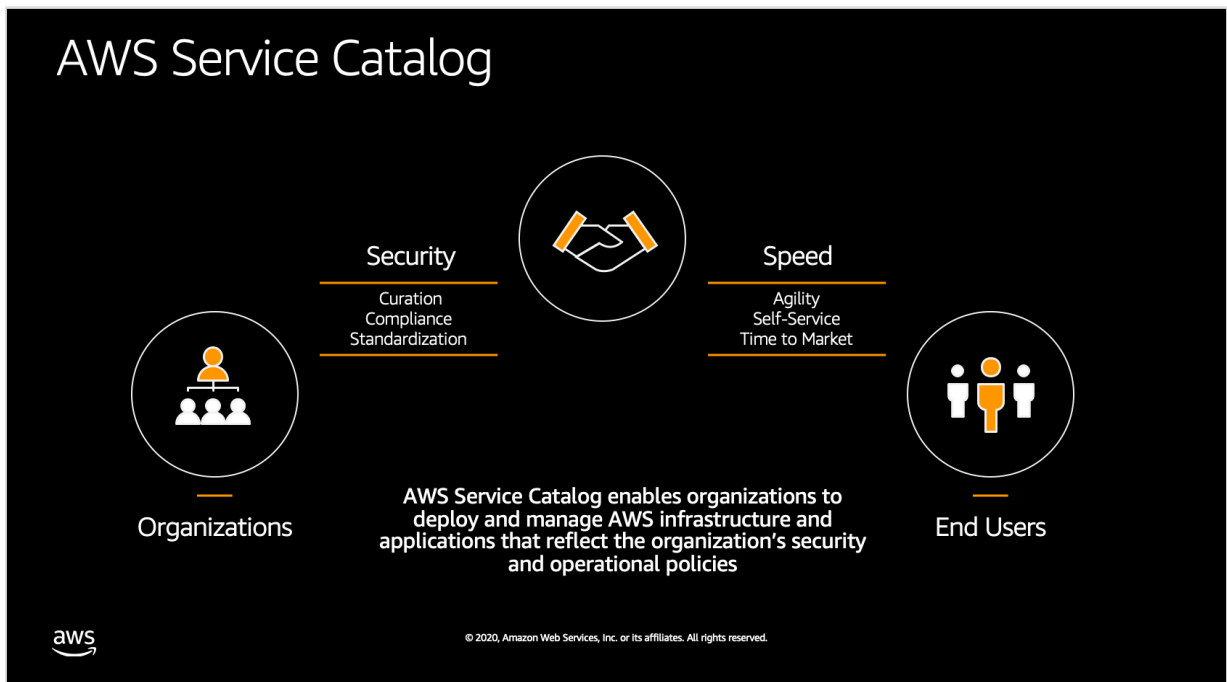 AWS Service Catalog
Security
Curation
Compliance
Standardization
Speed
Agility
Self-Service
Time to Market
Organizations
End Users
AWS Service Catalog enables organizations to
deploy and manage AWS infrastructure and
applications that reflect the organization’s security
and operational policies
aws
© 2020, Amazon Web Services, Inc. or its affiliates. All rights reserved.